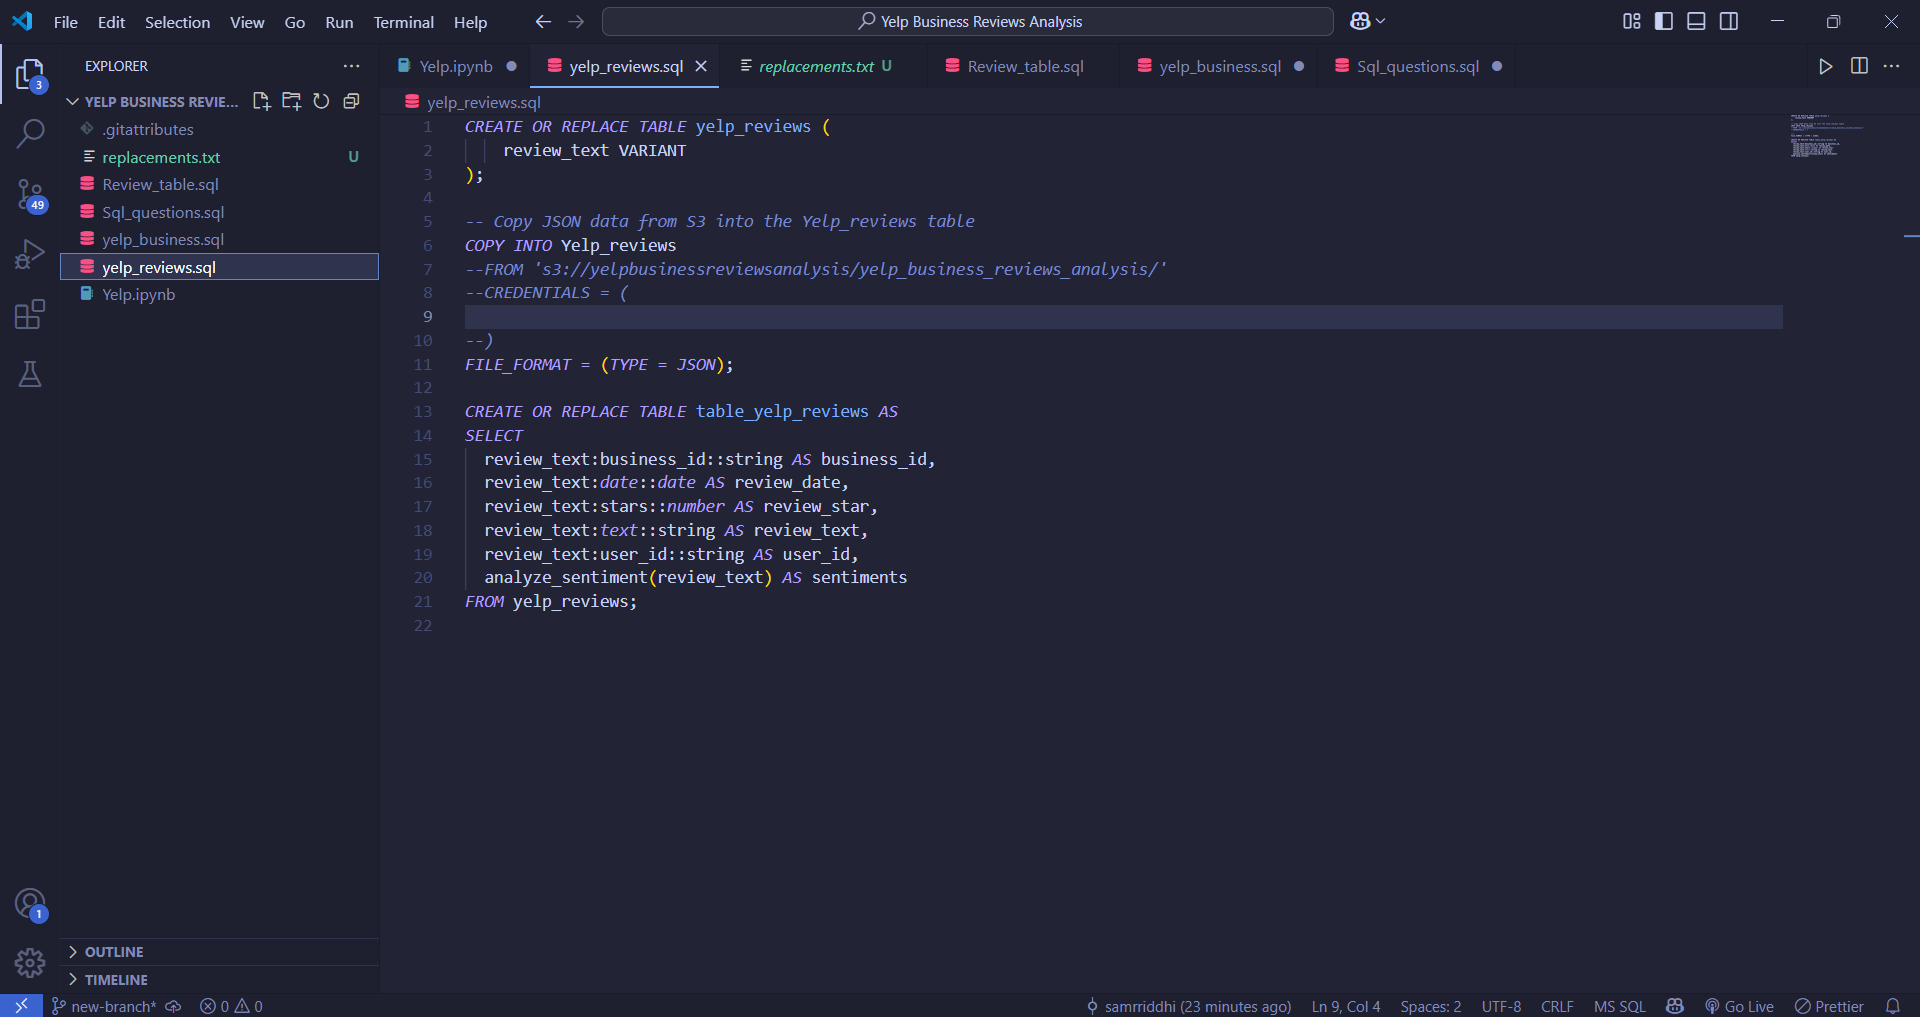 File Edit Selection View Go Run Terminal Help
Yelp Business Reviews Analysis
3
49
1
EXPLORER
YELP BUSINESS REVIE...
.gitattributes
replacements.txt U
Review_table.sql
Sql_questions.sql
yelp_business.sql
yelp_reviews.sql
Yelp.ipynb
OUTLINE
TIMELINE
Yelp.ipynb yelp_reviews.sql replacements.txt U Review_table.sql yelp_business.sql Sql_questions.sql
yelp_reviews.sql
1 CREATE OR REPLACE TABLE yelp_reviews (
2 review_text VARIANT
3 );
4
5 -- Copy JSON data from S3 into the Yelp_reviews table
6 COPY INTO Yelp_reviews
7 --FROM 's3://yelpbusinessreviewsanalysis/yelp_business_reviews_analysis/'
8 --CREDENTIALS = (
9
10 --)
11 FILE_FORMAT = (TYPE = JSON);
12
13 CREATE OR REPLACE TABLE table_yelp_reviews AS
14 SELECT
15 review_text:business_id::string AS business_id,
16 review_text:date::date AS review_date,
17 review_text:stars::number AS review_star,
18 review_text:text::string AS review_text,
19 review_text:user_id::string AS user_id,
20 analyze_sentiment(review_text) AS sentiments
21 FROM yelp_reviews;
22
new-branch* 0 0 samrriddhi (23 minutes ago) Ln 9, Col 4 Spaces: 2 UTF-8 CRLF MS SQL Go Live Prettier